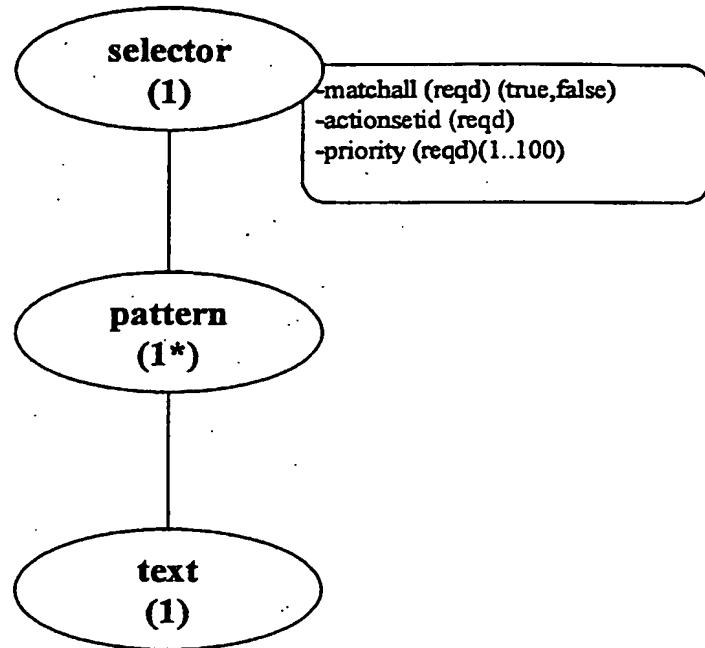 selector
(1)
-matchall (reqd) (true,false)
-actionsetid (reqd)
-priority (reqd)(1..100)
pattern
(1*)
text
(1)